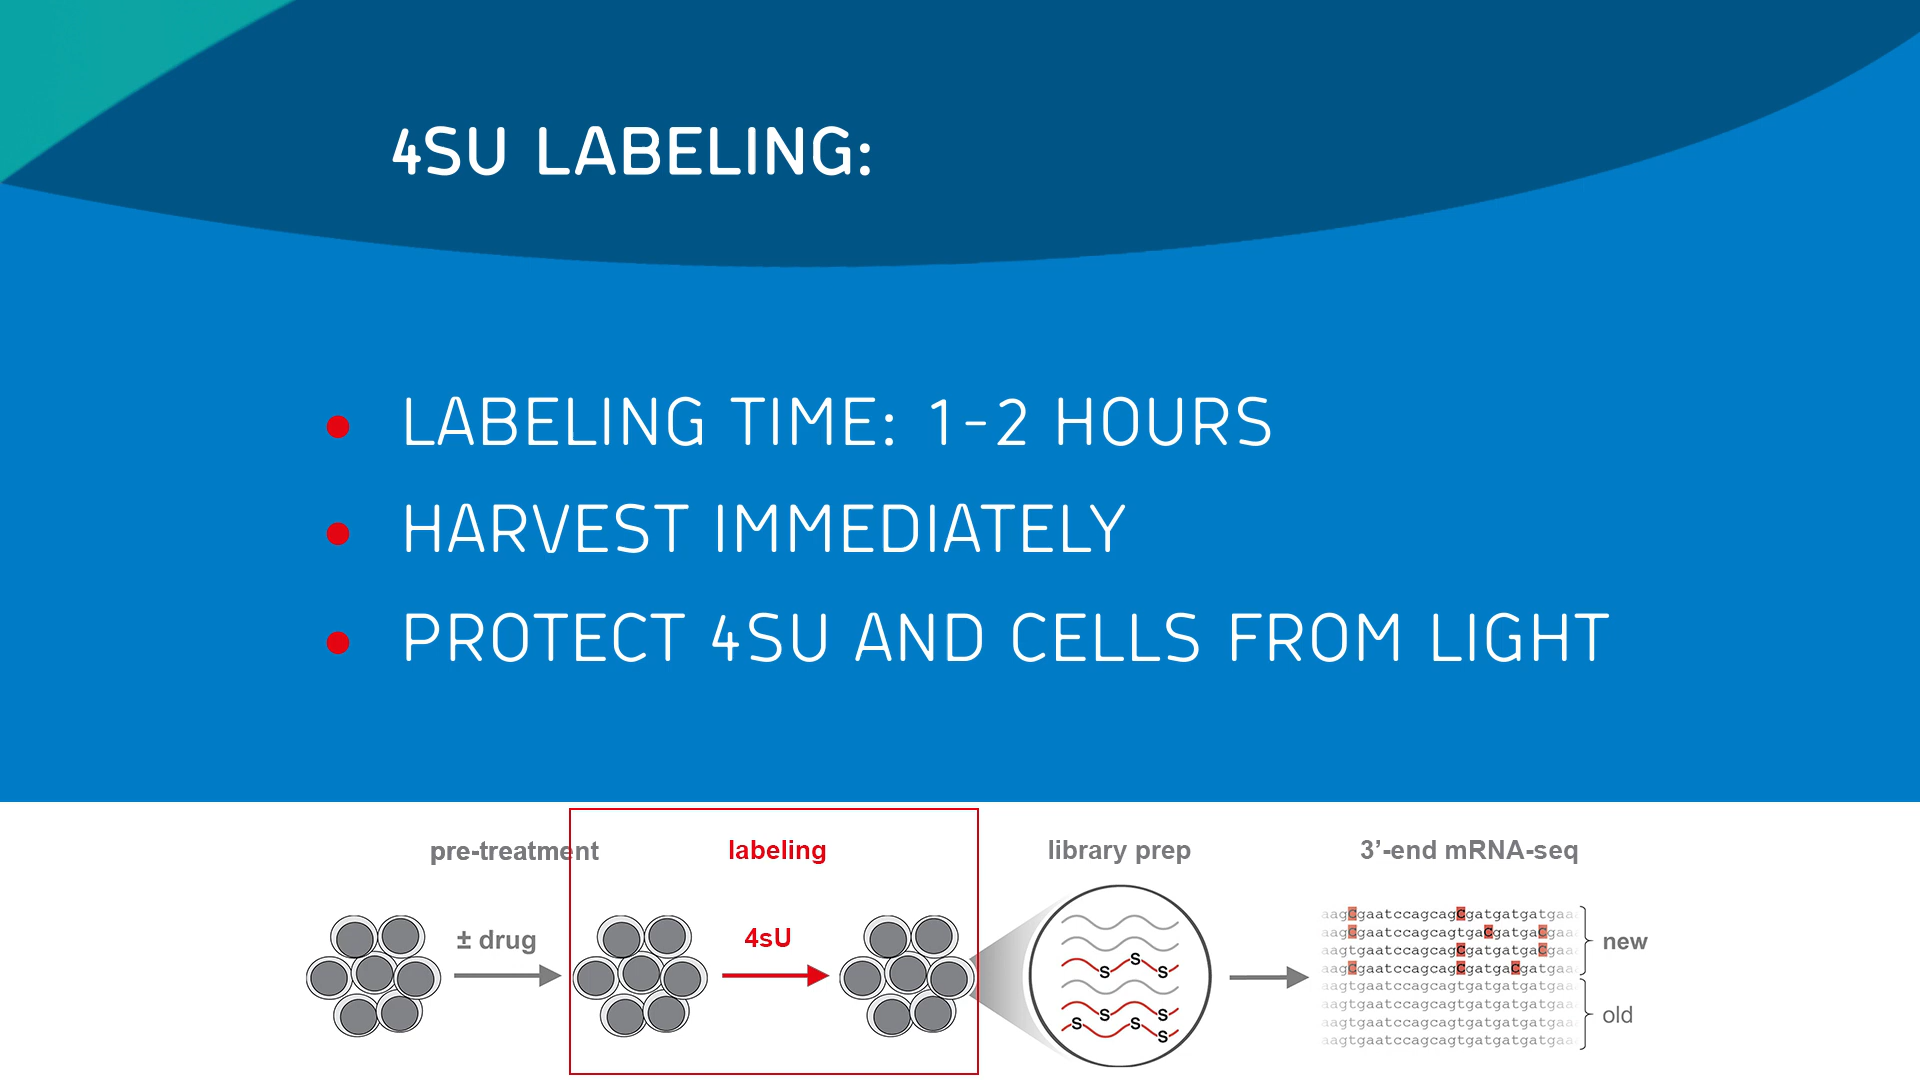 4SU LABELING:
LABELING TIME: 1-2 HOURS
HARVEST IMMEDIATELY
PROTECT 4SU AND CELLS FROM LIGHT
pre-treatment
labeling
library prep
3’-end mRNA-seq
± drug
4sU
S S S
S S
S S S
aagCgaatccagcagCgatgatgatgaa
aagCgaatccagcagtgaCgatgaCgaa
aagtgaatccagcagCgatgatgaCgaa
aagCgaatccagcagCgatgaCgatgaa
new
aagtgaatccagcagtgatgatgatgaa
aagtgaatccagcagtgatgatgatgaa
aagtgaatccagcagtgatgatgatgaa
aagtgaatccagcagtgatgatgatgaa
old